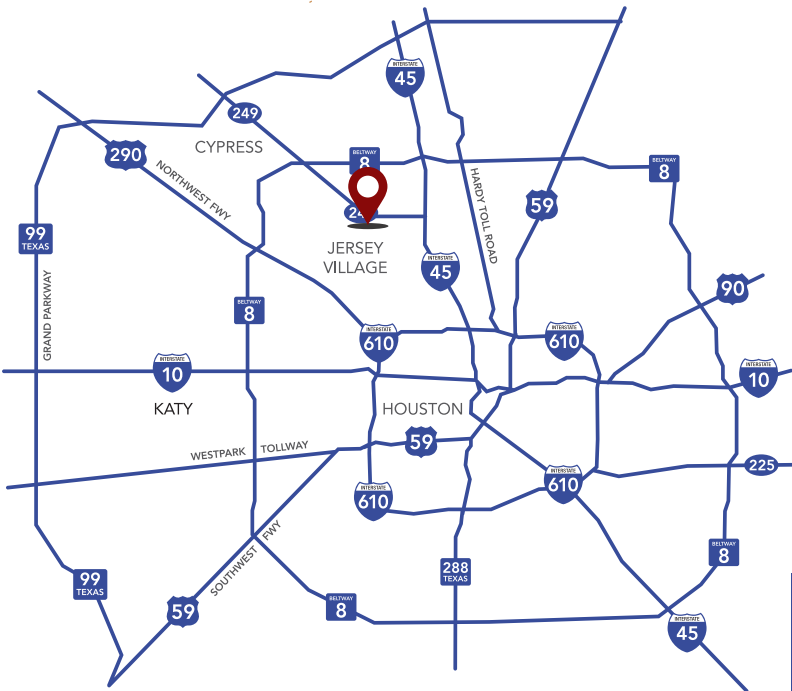 INTERSTATE
45
249
CYPRESS
290
NORTHWEST FWY
BELTWAY
8
BELTWAY
8
HARDY TOLL ROAD
59
99
TEXAS
JERSEY
VILLAGE
INTERSTATE
45
90
GRAND PARKWAY
BELTWAY
8
INTERSTATE
610
INTERSTATE
610
INTERSTATE
10
KATY
INTERSTATE
10
HOUSTON
59
WESTPARK TOLLWAY
225
INTERSTATE
610
INTERSTATE
610
SOUTHWEST FWY
BELTWAY
8
288
TEXAS
99
TEXAS
59
BELTWAY
8
INTERSTATE
45